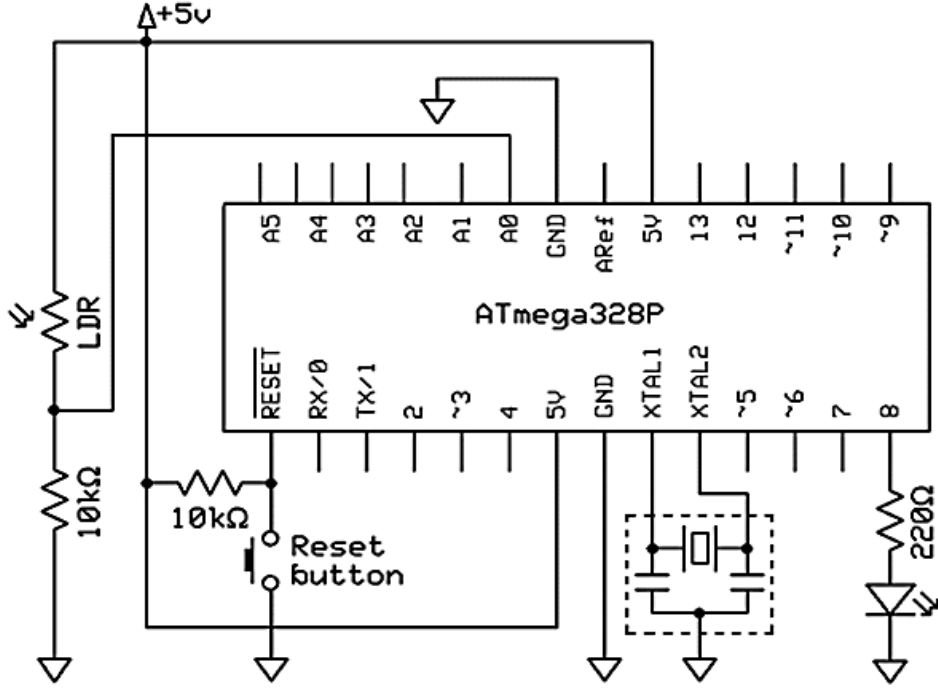 +5v
A5
A4
A3
A2
A1
A0
GND
ARef
5V
13
12
~11
~10
~9
LDR
ATmega328P
RESET
RX/0
TX/1
2
~3
4
5V
GND
XTAL1
XTAL2
~5
~6
7
8
10kΩ
10kΩ
Reset
button
220Ω